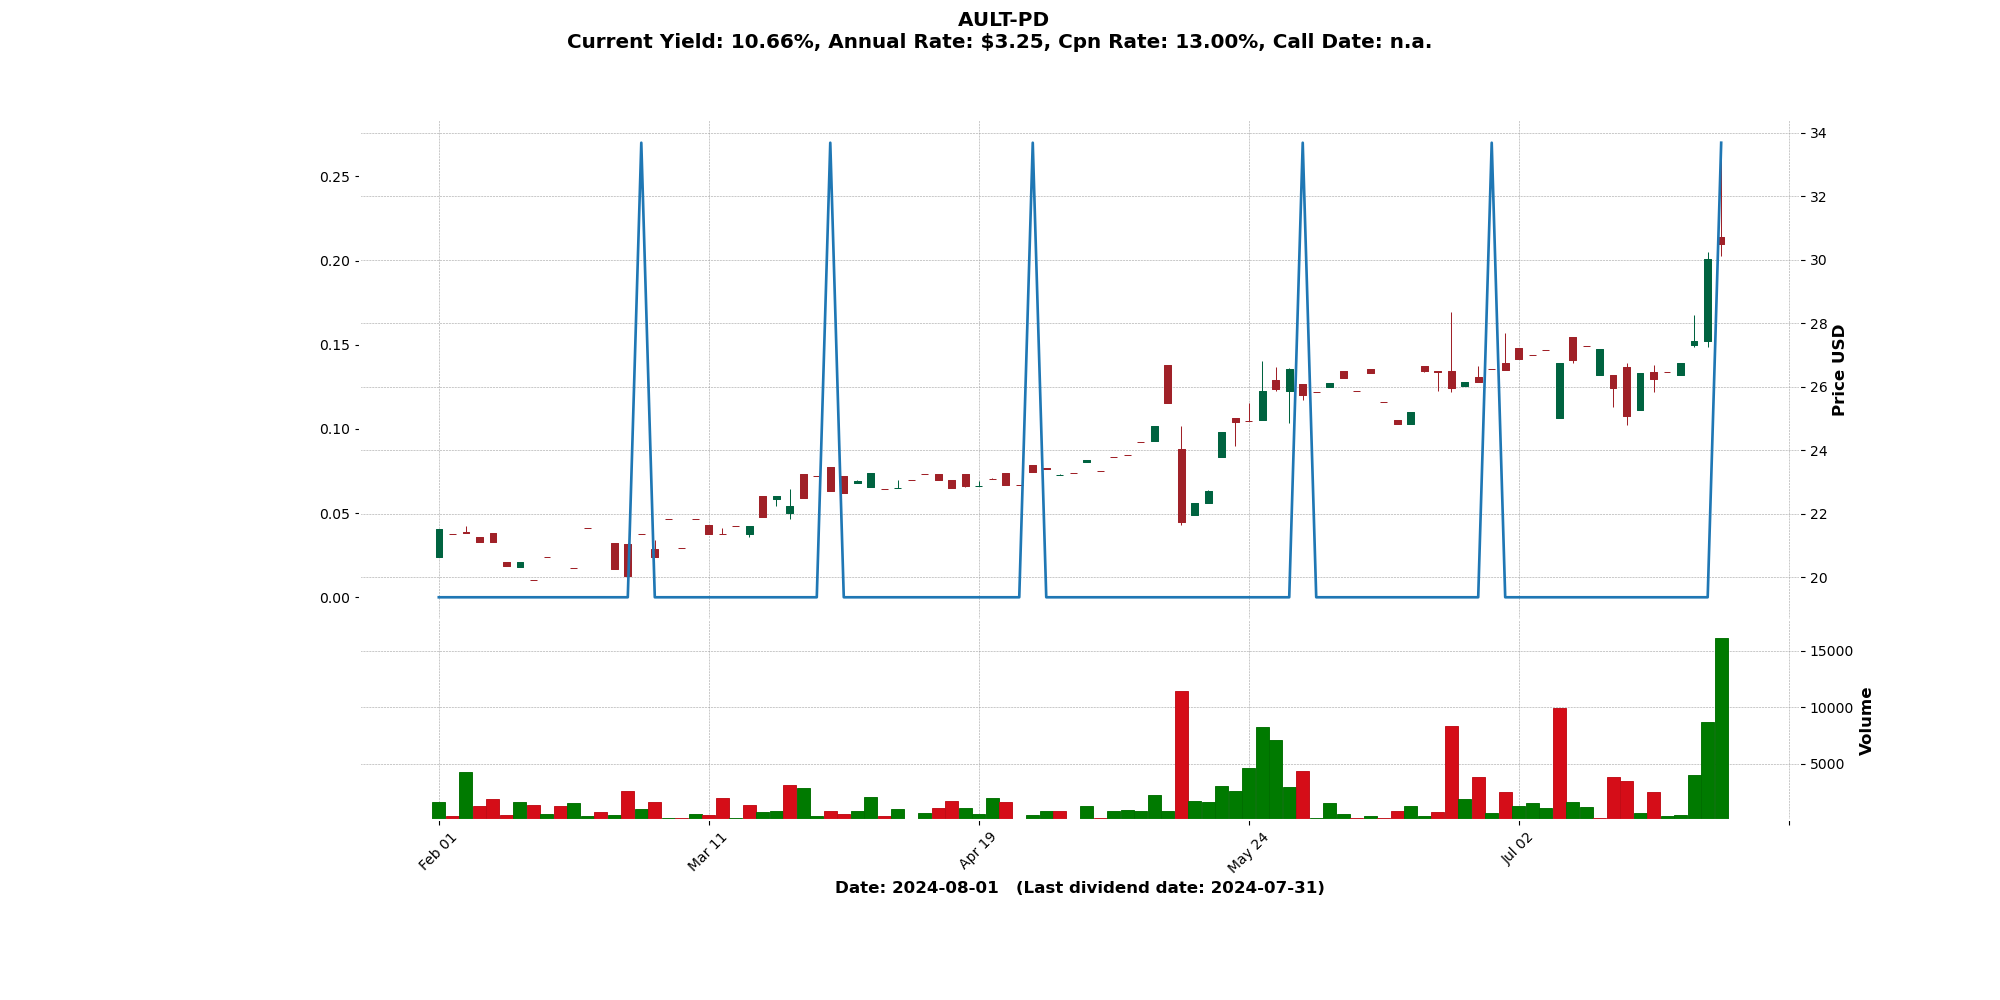 AULT-PD
Current Yield: 10.66%, Annual Rate: $3.25, Cpn Rate: 13.00%, Call Date: n.a.
0.25
0.20
0.15
0.10
0.05
0.00
34
32
30
28
26
24
22
20
Price USD
15000
10000
5000
Volume
Feb 01
Mar 11
Apr 19
May 24
Jul 02
Date: 2024-08-01   (Last dividend date: 2024-07-31)